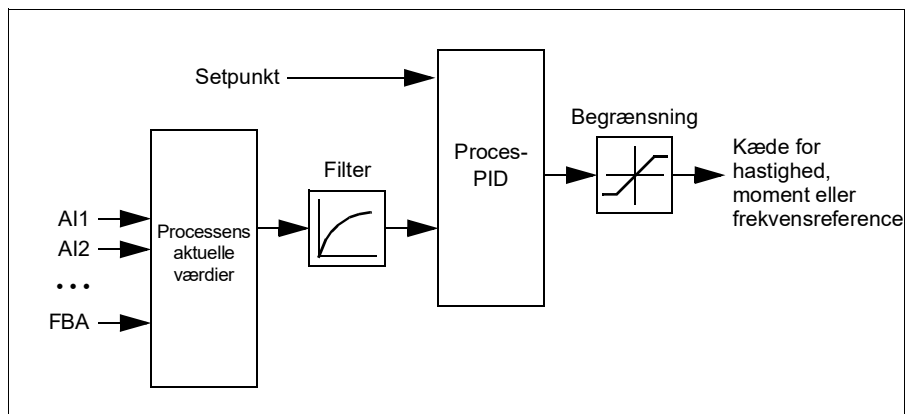 Setpunkt
Begrænsning
Proces-
PID
Kæde for
hastighed,
moment eller
frekvensreference
Filter
AI1
AI2
...
FBA
Processens
aktuelle
værdier